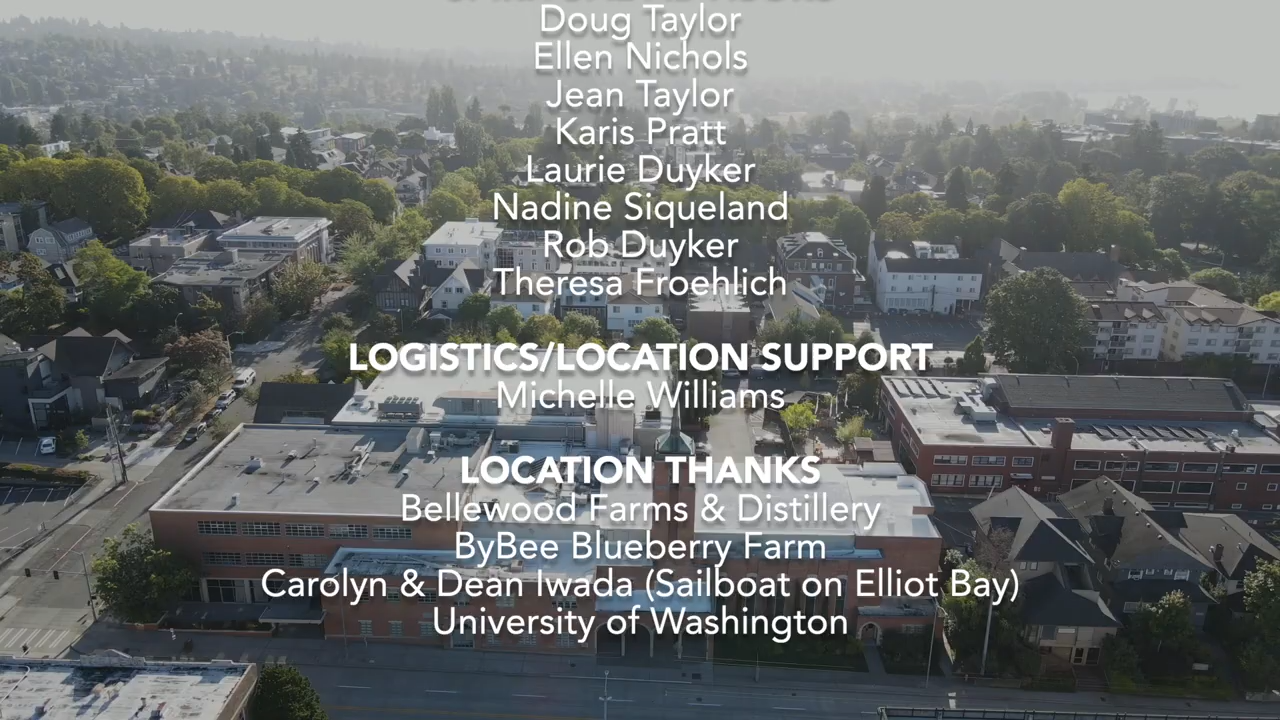 Doug Taylor
Ellen Nichols
Jean Taylor
Karis Pratt
Laurie Duyker
Nadine Siqueland
Rob Duyker
Theresa Froehlich
LOGISTICS/LOCATION SUPPORT
Michelle Williams
LOCATION THANKS
Bellewood Farms & Distillery
ByBee Blueberry Farm
Carolyn & Dean Iwada (Sailboat on Elliot Bay)
University of Washington